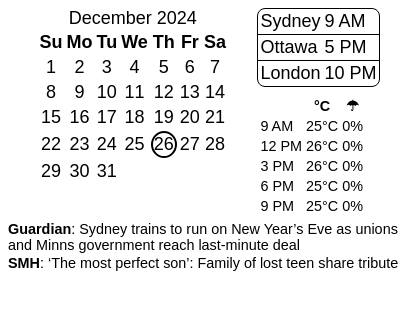 December 2024
Su Mo Tu We Th Fr Sa
1 2 3 4 5 6 7
8 9 10 11 12 13 14
15 16 17 18 19 20 21
22 23 24 25 26 27 28
29 30 31
Sydney 9 AM
Ottawa 5 PM
London 10 PM
°C ☂
9 AM 25°C 0%
12 PM 26°C 0%
3 PM 26°C 0%
6 PM 25°C 0%
9 PM 25°C 0%
Guardian: Sydney trains to run on New Year’s Eve as unions
and Minns government reach last-minute deal
SMH: ‘The most perfect son’: Family of lost teen share tribute